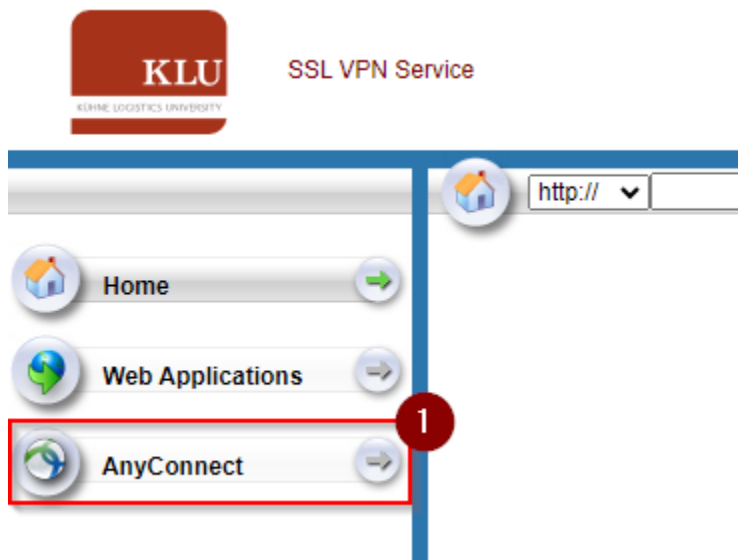 KLU
KÜHNE LOGISTICS UNIVERSITY
SSL VPN Service
http://
Home
Web Applications
1
AnyConnect